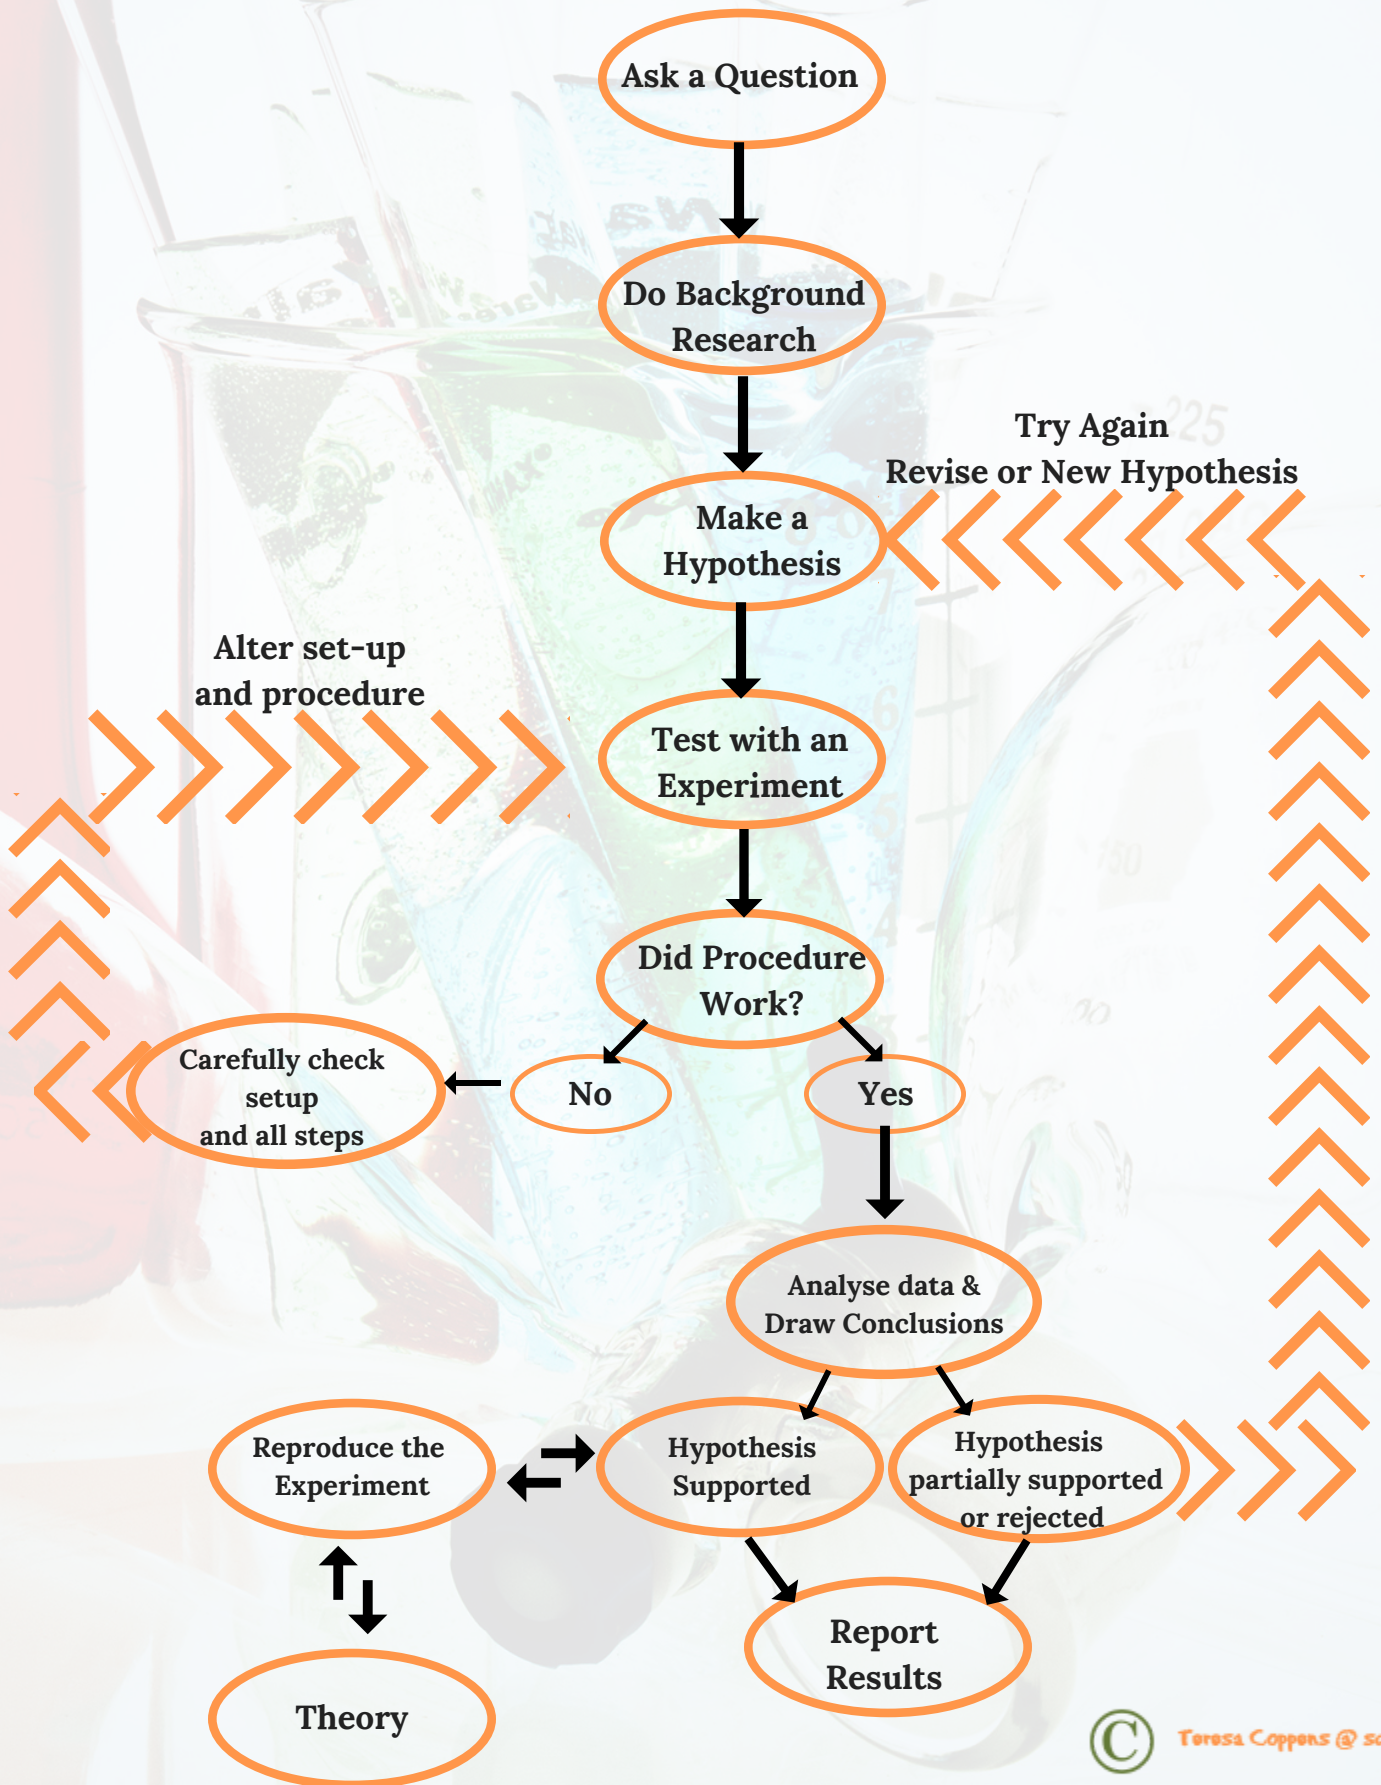 Ask a Question
Do Background
Research
Try Again
Revise or New Hypothesis
Make a
Hypothesis
Alter set-up
and procedure
Test with an
Experiment
Did Procedure
Work?
Carefully check
setup
and all steps
No
Yes
Analyse data &
Draw Conclusions
Reproduce the
Experiment
Hypothesis
Supported
Hypothesis
partially supported
or rejected
Report
Results
Theory
© Teresa Coppens @
225
150